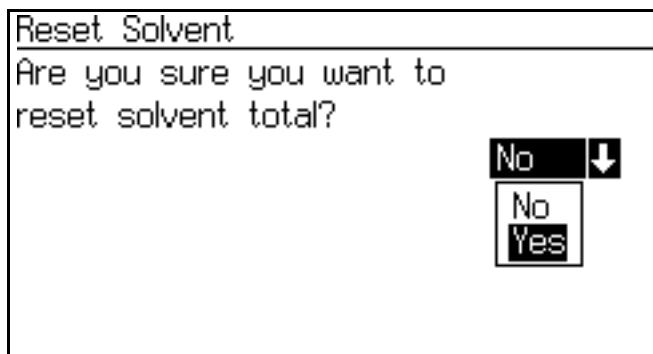 Reset Solvent
Are you sure you want to
reset solvent total?
No
No
Yes